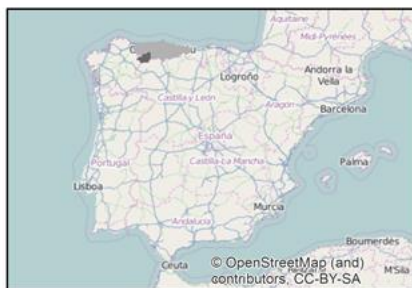 Aquitaine
Midi-Pyrénées
Logroño
Andorra la
Vella
Castilla y León
Aragón
Barcelona
España
Portugal
Castilla-La Mancha
Palma
Lisboa
Murcia
Andalucía
Boumerdes
Ceuta
© OpenStreetMap (and)
contributors, CC-BY-SA
M'Sila